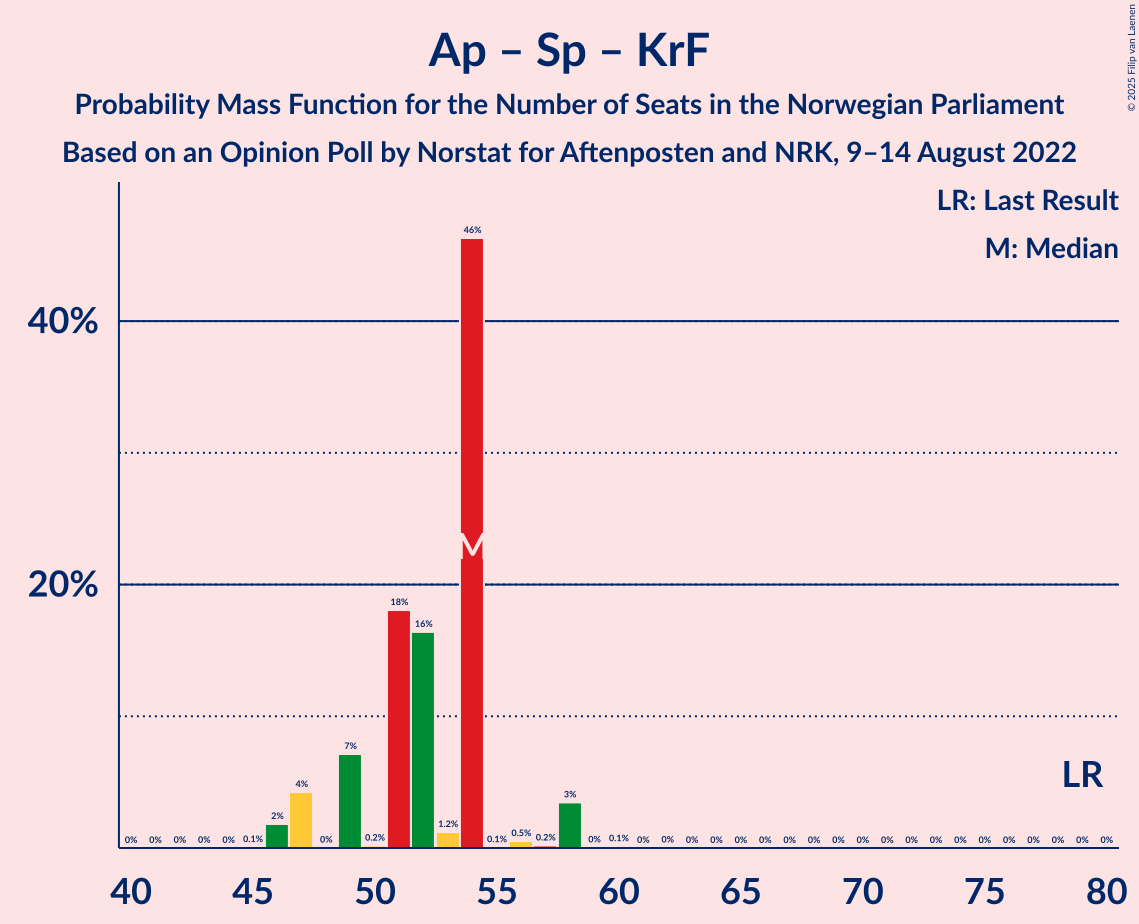 Ap – Sp – KrF
Probability Mass Function for the Number of Seats in the Norwegian Parliament
Based on an Opinion Poll by Norstat for Aftenposten and NRK, 9–14 August 2022
© 2025 Filip van Laenen
LR: Last Result
M: Median
46%
40%
M
20%
18%
16%
7%
LR
4%
3%
2%
1.2%
0.5%
0% 0% 0% 0% 0% 0.1% 0% 0.2% 0.1% 0.2% 0% 0.1% 0% 0% 0% 0% 0% 0% 0% 0% 0% 0% 0% 0% 0% 0% 0% 0% 0% 0% 0% 0%
40 45 50 55 60 65 70 75 80